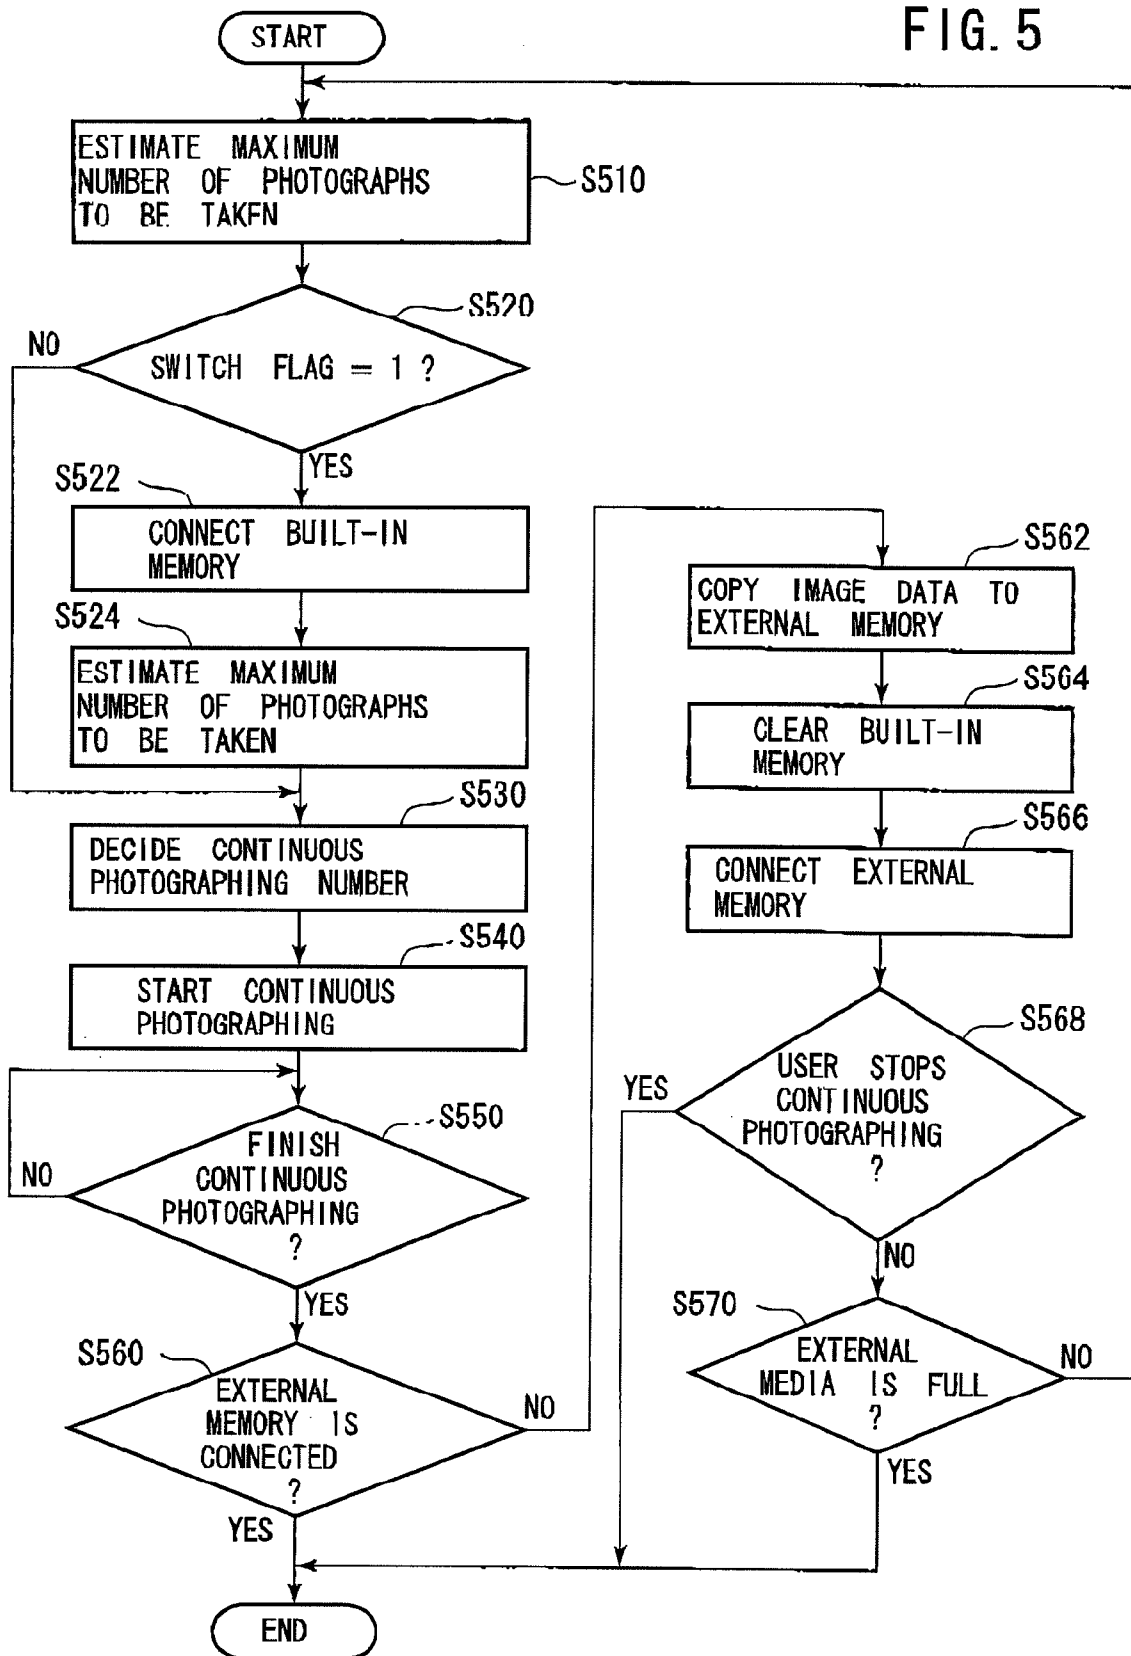 FIG. 5
START
ESTIMATE MAXIMUM
NUMBER OF PHOTOGRAPHS
TO BE TAKEN
S510
S520
NO
SWITCH FLAG = 1 ?
YES
S522
CONNECT BUILT-IN
MEMORY
S524
ESTIMATE MAXIMUM
NUMBER OF PHOTOGRAPHS
TO BE TAKEN
S530
DECIDE CONTINUOUS
PHOTOGRAPHING NUMBER
S540
START CONTINUOUS
PHOTOGRAPHING
S550
FINISH
CONTINUOUS
PHOTOGRAPHING
?
NO
YES
S560
EXTERNAL
MEMORY IS
CONNECTED
?
NO
YES
S562
COPY IMAGE DATA TO
EXTERNAL MEMORY
S564
CLEAR BUILT-IN
MEMORY
S566
CONNECT EXTERNAL
MEMORY
S568
USER STOPS
CONTINUOUS
PHOTOGRAPHING
?
YES
NO
S570
EXTERNAL
MEDIA IS FULL
?
NO
YES
END